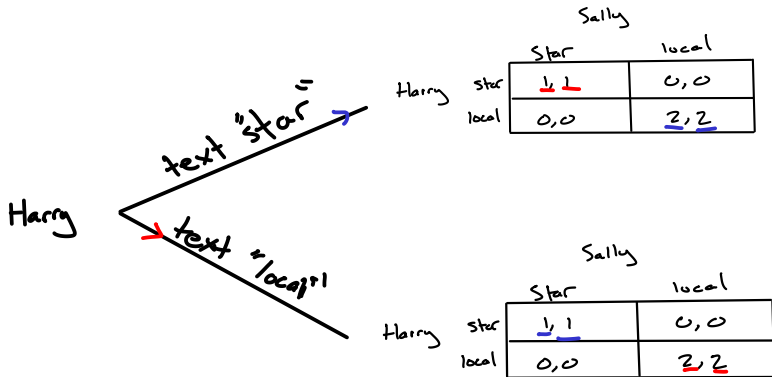 Sally
Star local
Harry star 1,1 0,0
local 0,0 2,2
text "star"
Harry
text "local"
Sally
Star local
Harry star 1,1 0,0
local 0,0 2,2